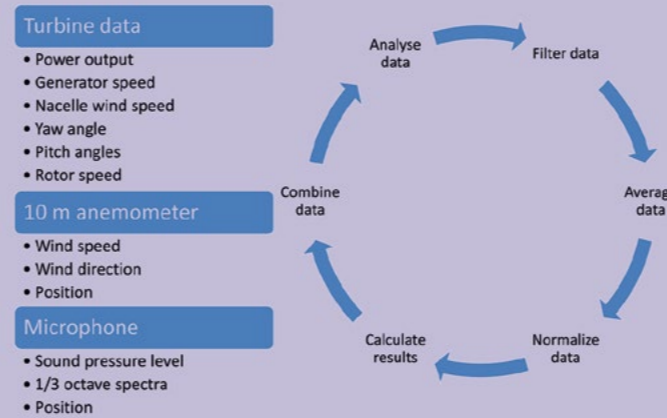 Turbine data
• Power output
• Generator speed
• Nacelle wind speed
• Yaw angle
• Pitch angles
• Rotor speed
10 m anemometer
• Wind speed
• Wind direction
• Position
Microphone
• Sound pressure level
• 1/3 octave spectra
• Position
Analyse
data
Filter data
Averag
data
Normalize
data
Calculate
results
Combine
data